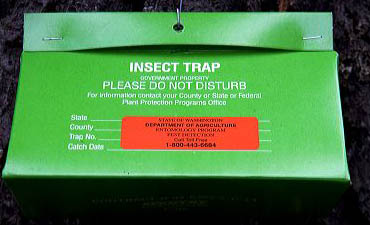 INSECT TRAP
GOVERNMENT PROPERTY
PLEASE DO NOT DISTURB
For information contact your County or State or Federal
Plant Protection Programs Office
State
County
Trap No.
Catch Date
STATE OF WASHINGTON
DEPARTMENT OF AGRICULTURE
ENTOMOLOGY PROGRAM
PEST DETECTION
Call Toll Free
1-800-443-6684